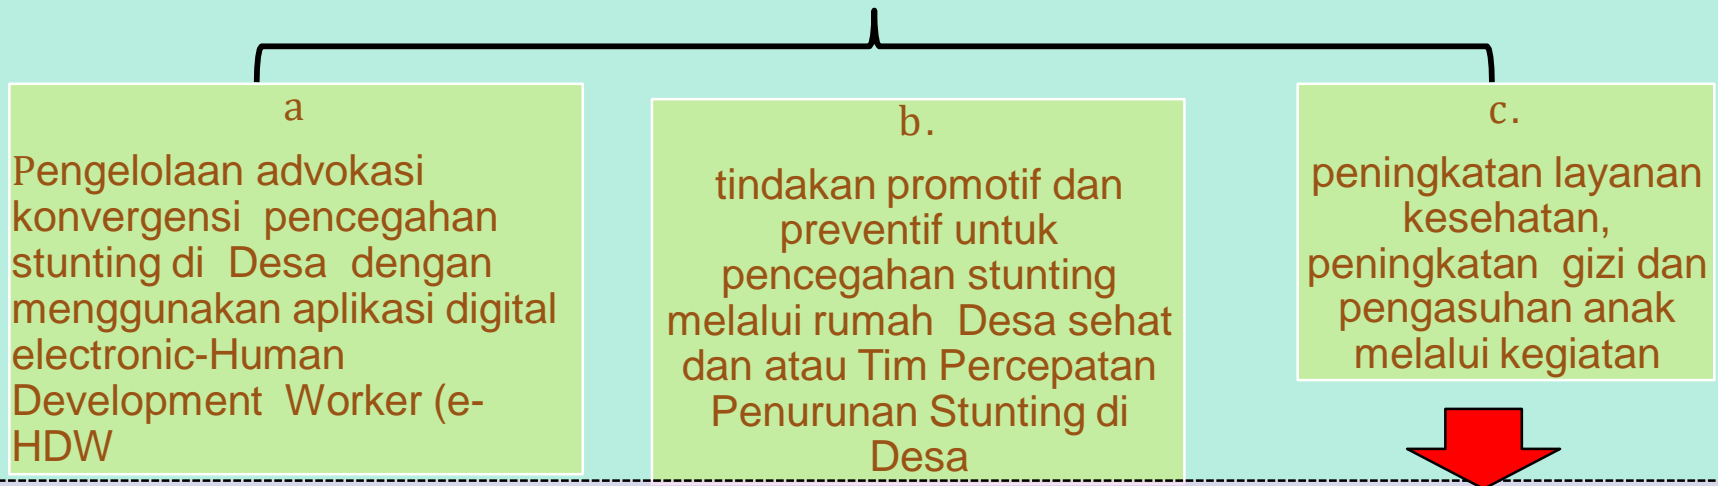 a
Pengelolaan advokasi
konvergensi pencegahan
stunting di Desa dengan
menggunakan aplikasi digital
electronic-Human
Development Worker (e-
HDW
b.
tindakan promotif dan
preventif untuk
pencegahan stunting
melalui rumah Desa sehat
dan atau Tim Percepatan
Penurunan Stunting di
Desa
c.
peningkatan layanan
kesehatan,
peningkatan gizi dan
pengasuhan anak
melalui kegiatan